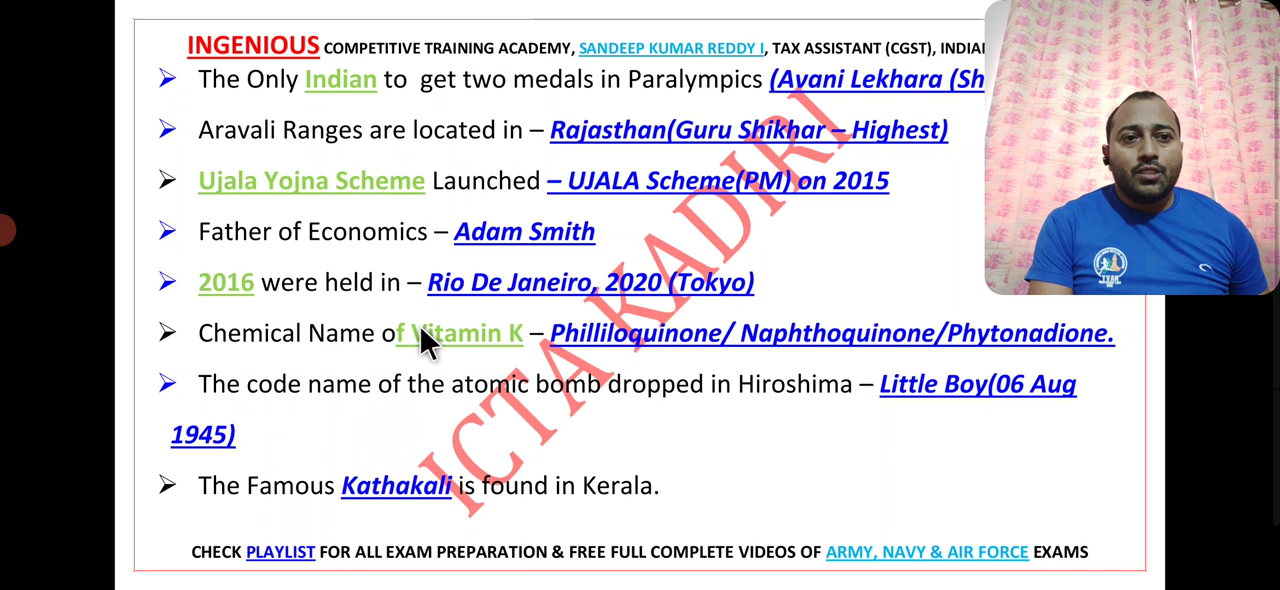 INGENIOUS COMPETITIVE TRAINING ACADEMY, SANDEEP KUMAR REDDY I, TAX ASSISTANT (CGST),
➢ The Only Indian to get two medals in Paralympics (Avani Lekhara (Sh
➢ Aravali Ranges are located in – Rajasthan(Guru Shikhar – Highest)
➢ Ujala Yojna Scheme Launched – UJALA Scheme(PM) on 2015
➢ Father of Economics – Adam Smith
➢ 2016 were held in – Rio De Janeiro, 2020 (Tokyo)
➢ Chemical Name of Vitamin K – Philliloquinone/ Naphthoquinone/Phytonadione.
➢ The code name of the atomic bomb dropped in Hiroshima – Little Boy(06 Aug
1945)
➢ The Famous Kathakali is found in Kerala.
ICTA KADIRI
CHECK PLAYLIST FOR ALL EXAM PREPARATION & FREE FULL COMPLETE VIDEOS OF ARMY, NAVY & AIR FORCE EXAMS